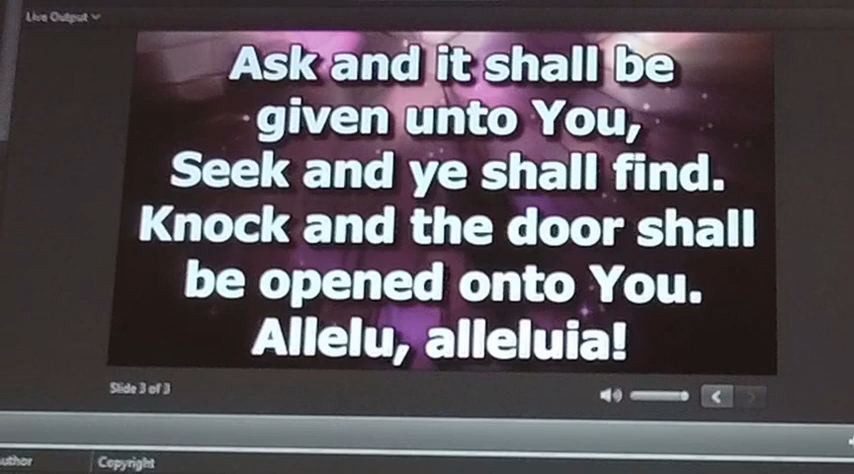 Live Output
Ask and it shall be
given unto You,
Seek and ye shall find.
Knock and the door shall
be opened onto You.
Allelu, alleluia!
Slide 3 of 3
uthor
Copyright